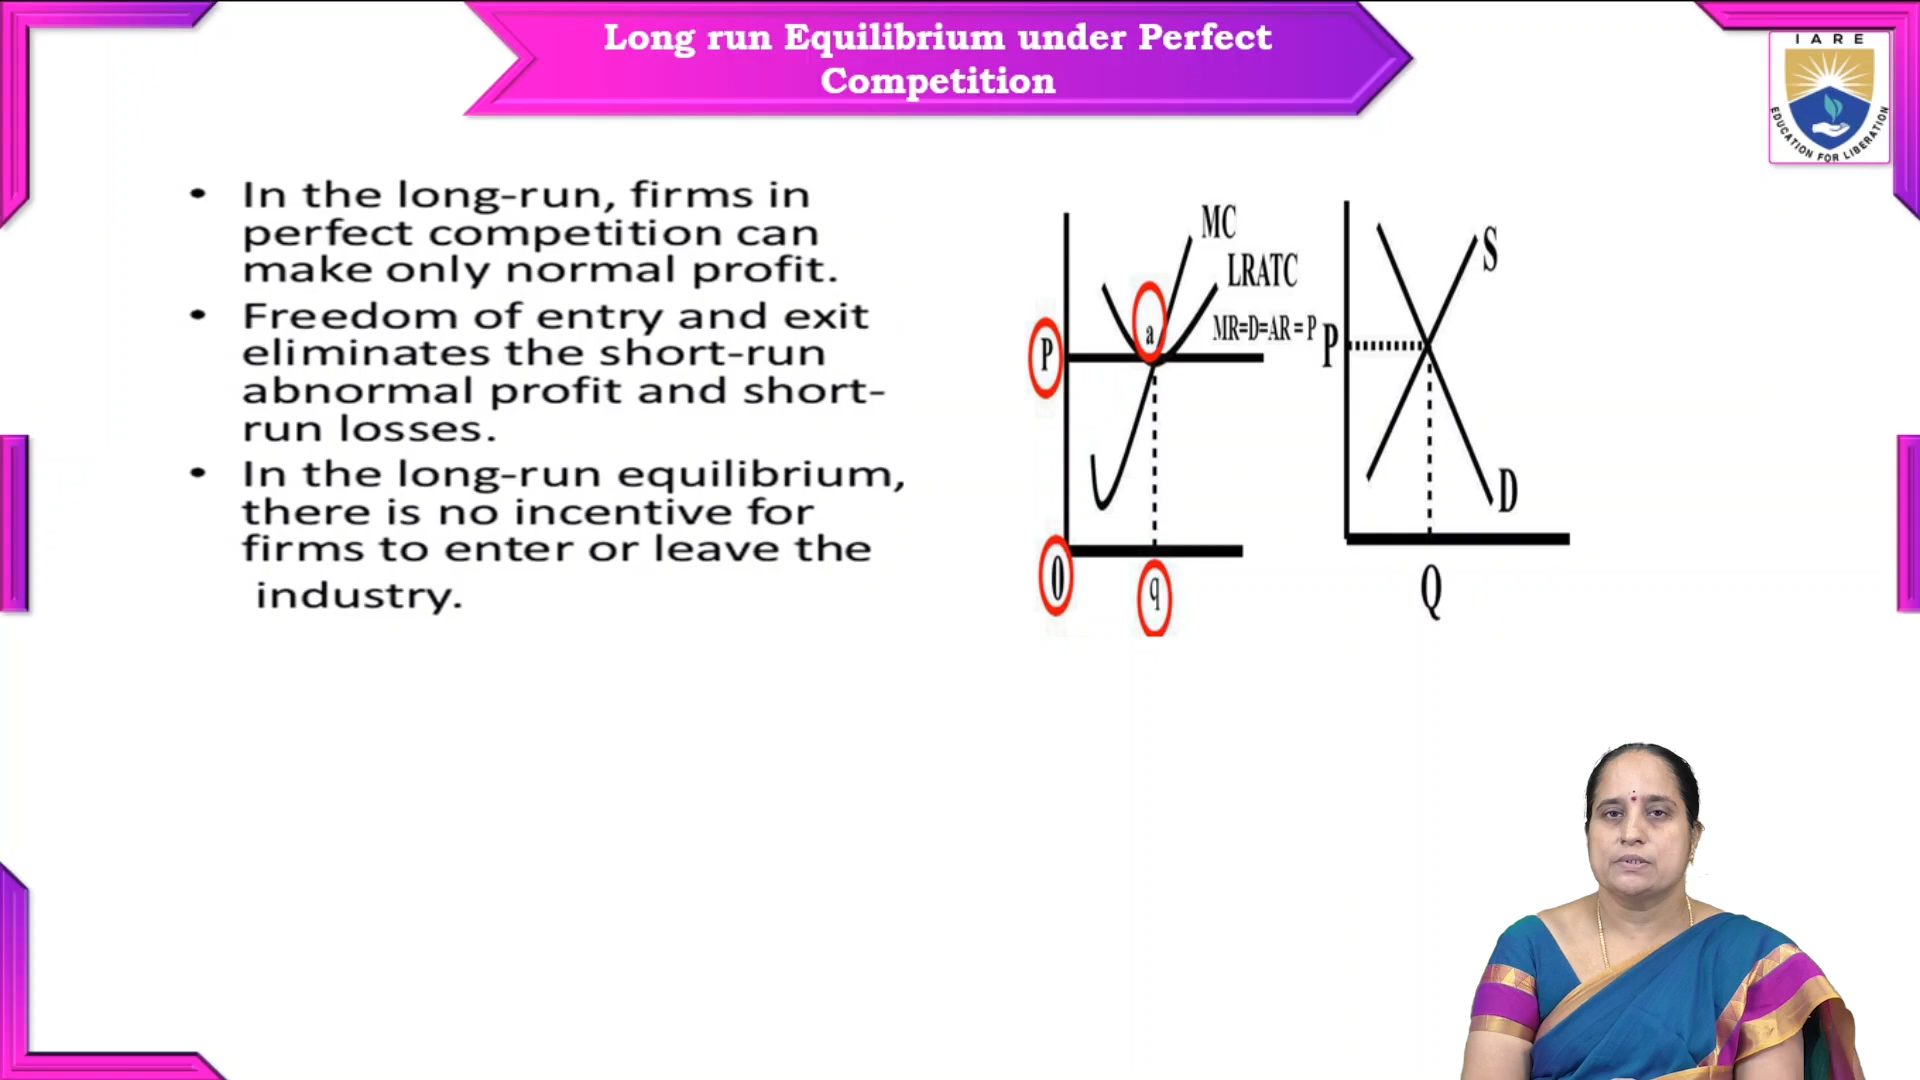 Long run Equilibrium under Perfect
Competition
IARE
EDUCATION FOR LIBERATION
• In the long-run, firms in
perfect competition can
make only normal profit.
• Freedom of entry and exit
eliminates the short-run
abnormal profit and short-
run losses.
• In the long-run equilibrium,
there is no incentive for
firms to enter or leave the
industry.
MC
LRATC
MR=D=AR = P
a
P
0
q
S
P
D
Q